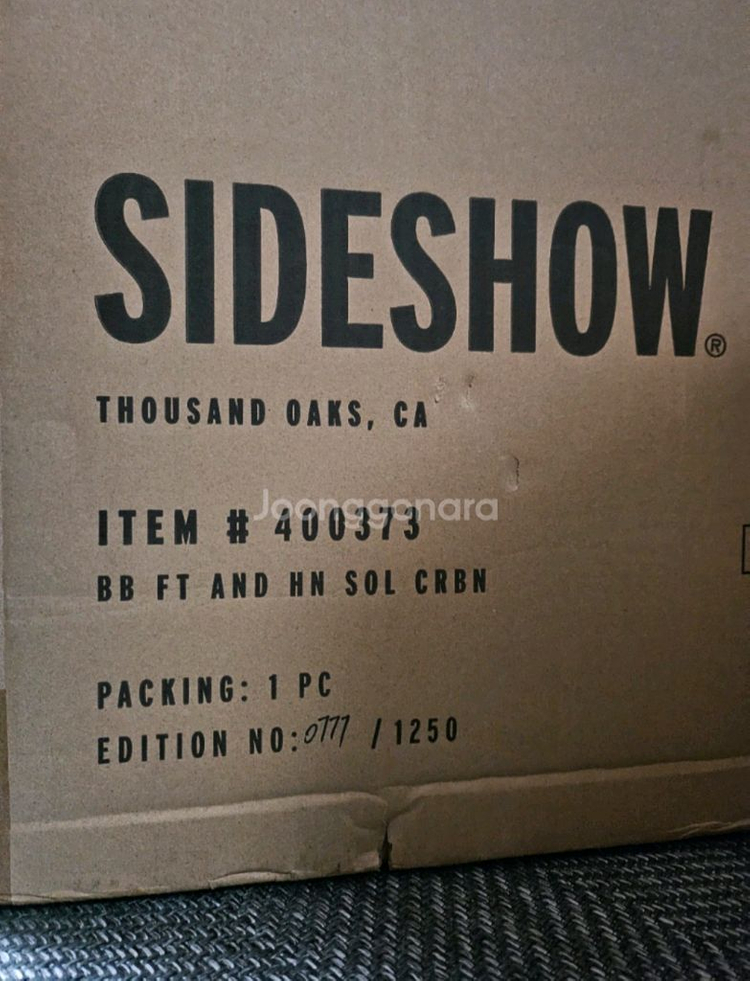 SIDESHOW®
THOUSAND OAKS, CA
Joonggonara
ITEM # 400373
BB FT AND HN SOL CRBN
PACKING: 1 PC
EDITION NO: 0777 / 1250